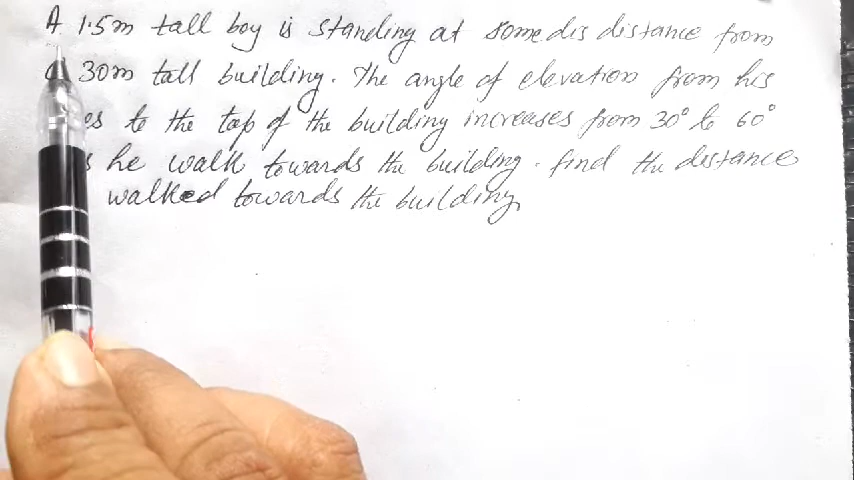 A 1.5m tall boy is standing at some dis distance from
30m tall building. The angle of elevation from his
es to the top of the building increases from 30° to 60°
s he walk towards the building. find the distance
walked towards the building,